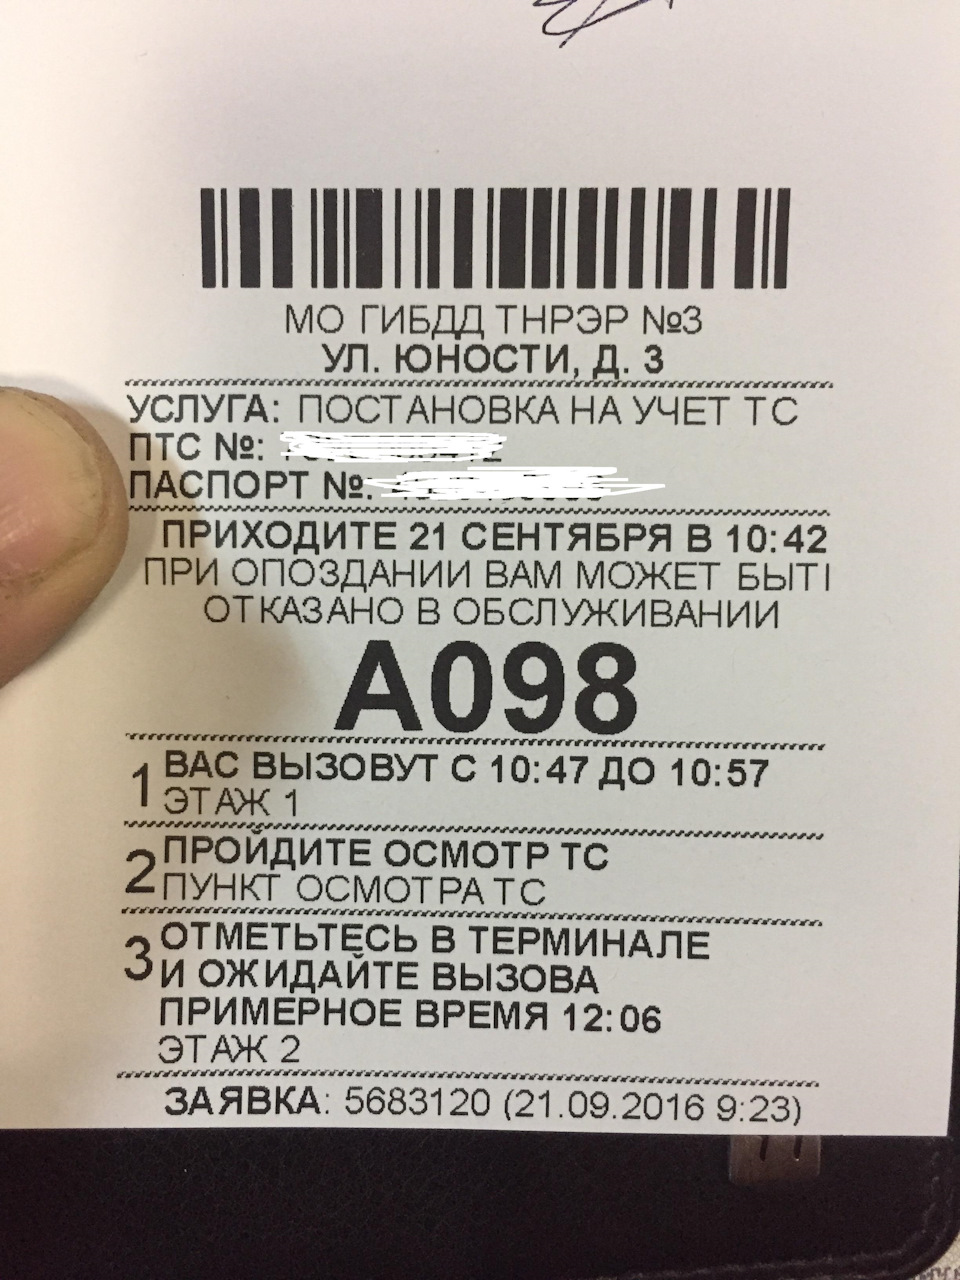 МО ГИБДД ТНРЭР №3
УЛ. ЮНОСТИ, Д. 3
УСЛУГА: ПОСТАНОВКА НА УЧЕТ ТС
ПТС №:
ПАСПОРТ №:
ПРИХОДИТЕ 21 СЕНТЯБРЯ В 10:42
ПРИ ОПОЗДАНИИ ВАМ МОЖЕТ БЫТЬ
ОТКАЗАНО В ОБСЛУЖИВАНИИ
А098
1 ВАС ВЫЗОВУТ С 10:47 ДО 10:57
ЭТАЖ 1
2 ПРОЙДИТЕ ОСМОТР ТС
ПУНКТ ОСМОТРА ТС
3 ОТМЕТЬТЕСЬ В ТЕРМИНАЛЕ
И ОЖИДАЙТЕ ВЫЗОВА
ПРИМЕРНОЕ ВРЕМЯ 12:06
ЭТАЖ 2
ЗАЯВКА: 5683120 (21.09.2016 9:23)